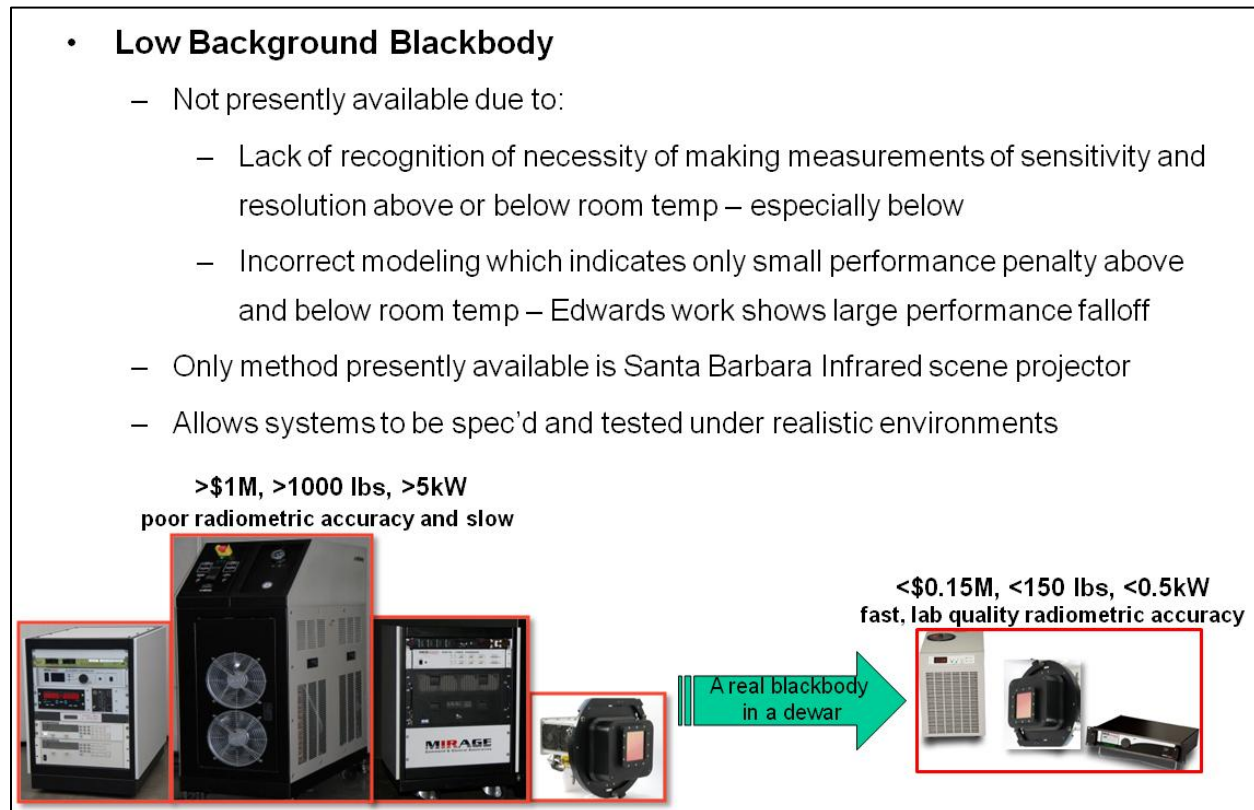 • Low Background Blackbody
– Not presently available due to:
– Lack of recognition of necessity of making measurements of sensitivity and
resolution above or below room temp – especially below
– Incorrect modeling which indicates only small performance penalty above
and below room temp – Edwards work shows large performance falloff
– Only method presently available is Santa Barbara Infrared scene projector
– Allows systems to be spec'd and tested under realistic environments
>$1M, >1000 lbs, >5kW
poor radiometric accuracy and slow
<$0.15M, <150 lbs, <0.5kW
fast, lab quality radiometric accuracy
A real blackbody
in a dewar
MIRAGE